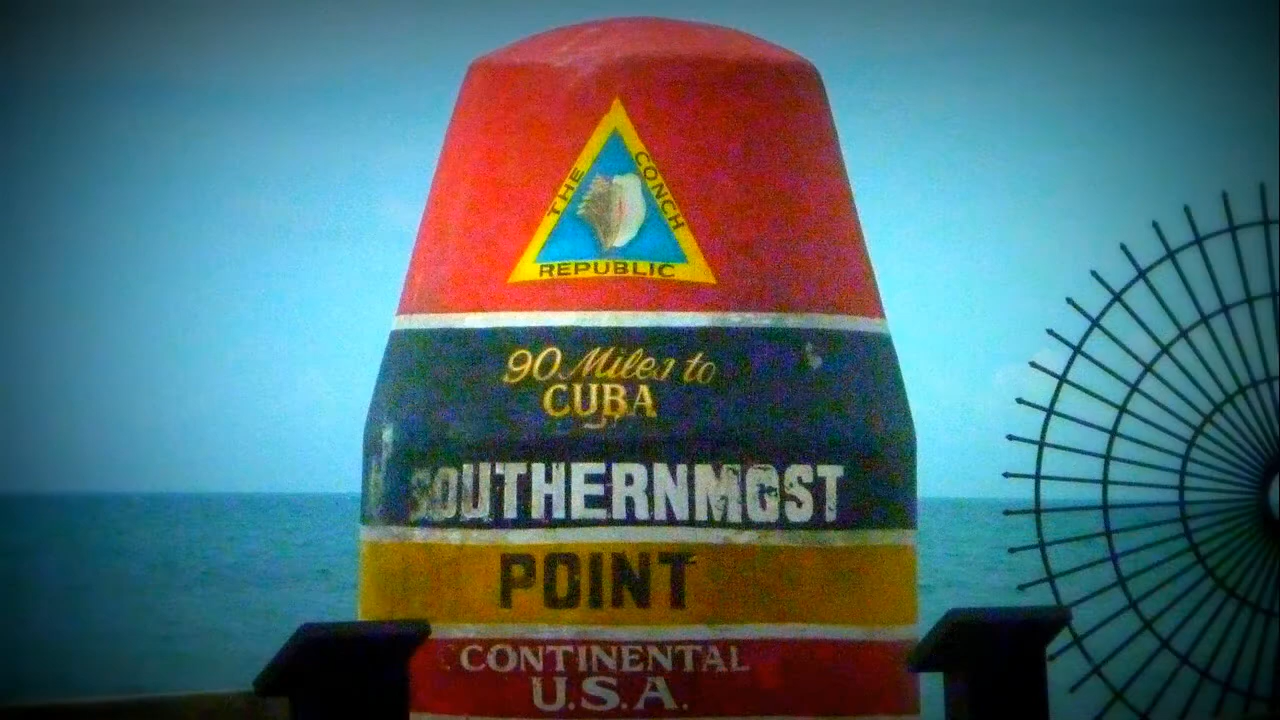 THE CONCH
REPUBLIC
90 Miles to
CUBA
SOUTHERNMOST
POINT
CONTINENTAL
U.S.A.